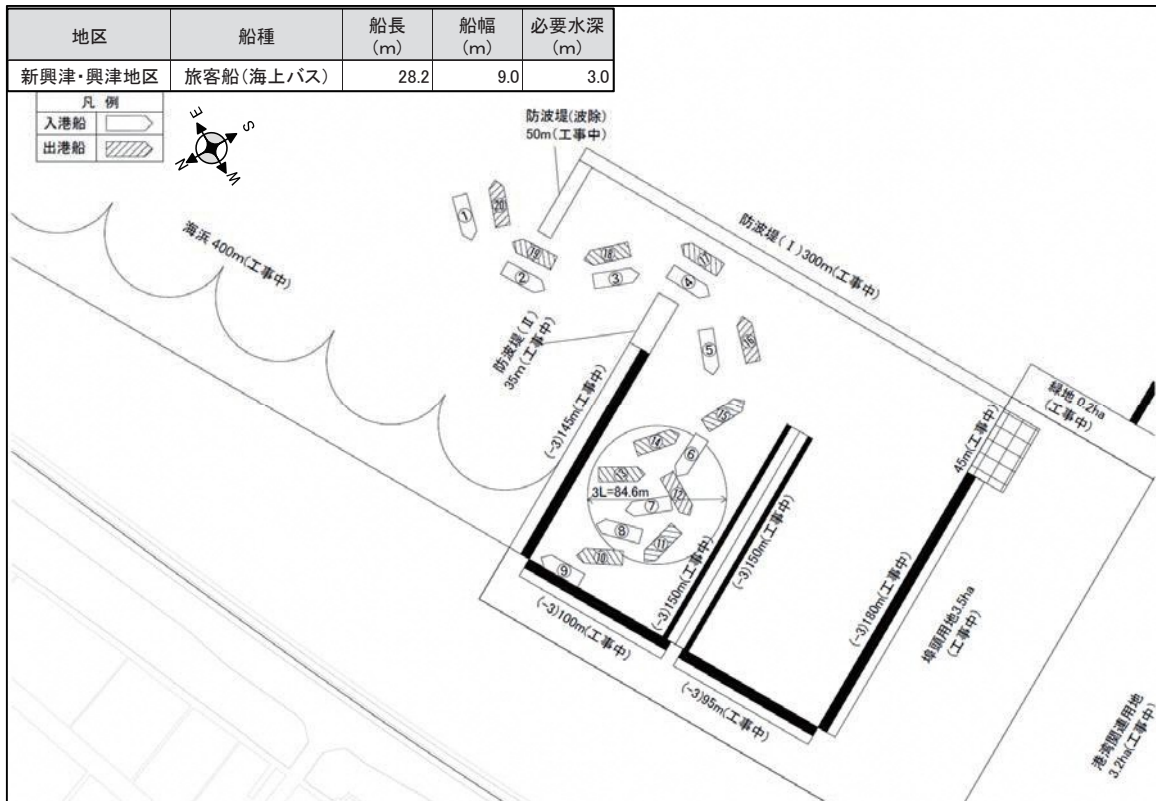 地区 船種 船長(m) 船幅(m) 必要水深(m)
新興津・興津地区 旅客船(海上バス) 28.2 9.0 3.0
凡 例
入港船
出港船
E
S
N
W
防波堤(波除)
50m(工事中)
海浜 400m(工事中)
防波堤(Ⅰ)300m(工事中)
①
⑳
⑲
②
⑱
③
⑰
④
防波堤(Ⅱ)
35m(工事中)
⑤
⑯
緑地 0.2ha
(工事中)
45m(工事中)
(-3)145m(工事中)
⑮
⑭
⑥
⑬
3L=84.6m
⑫
⑦
⑧
⑪
⑩
⑨
(-3)150m(工事中)
(-3)150m(工事中)
(-3)180m(工事中)
埠頭用地3.5ha
(工事中)
(-3)100m(工事中)
(-3)95m(工事中)
港湾関連用地
3.2ha(工事中)